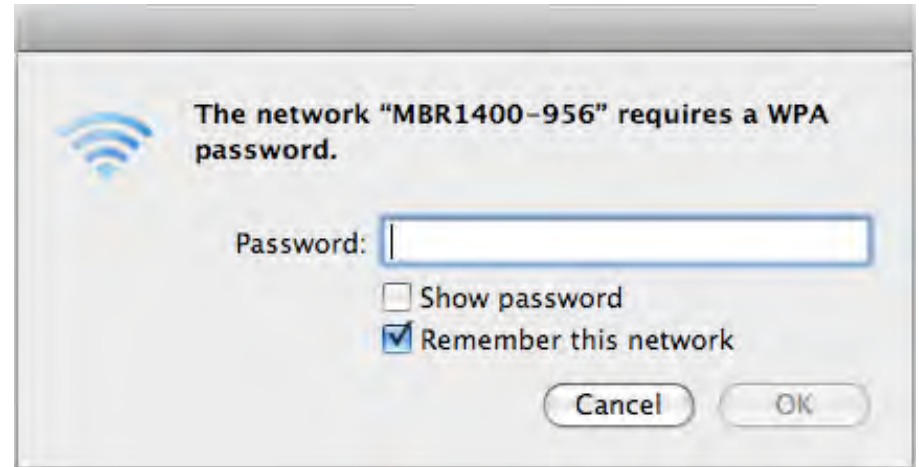 The network “MBR1400-956” requires a WPA
password.
Password:
Show password
Remember this network
Cancel OK